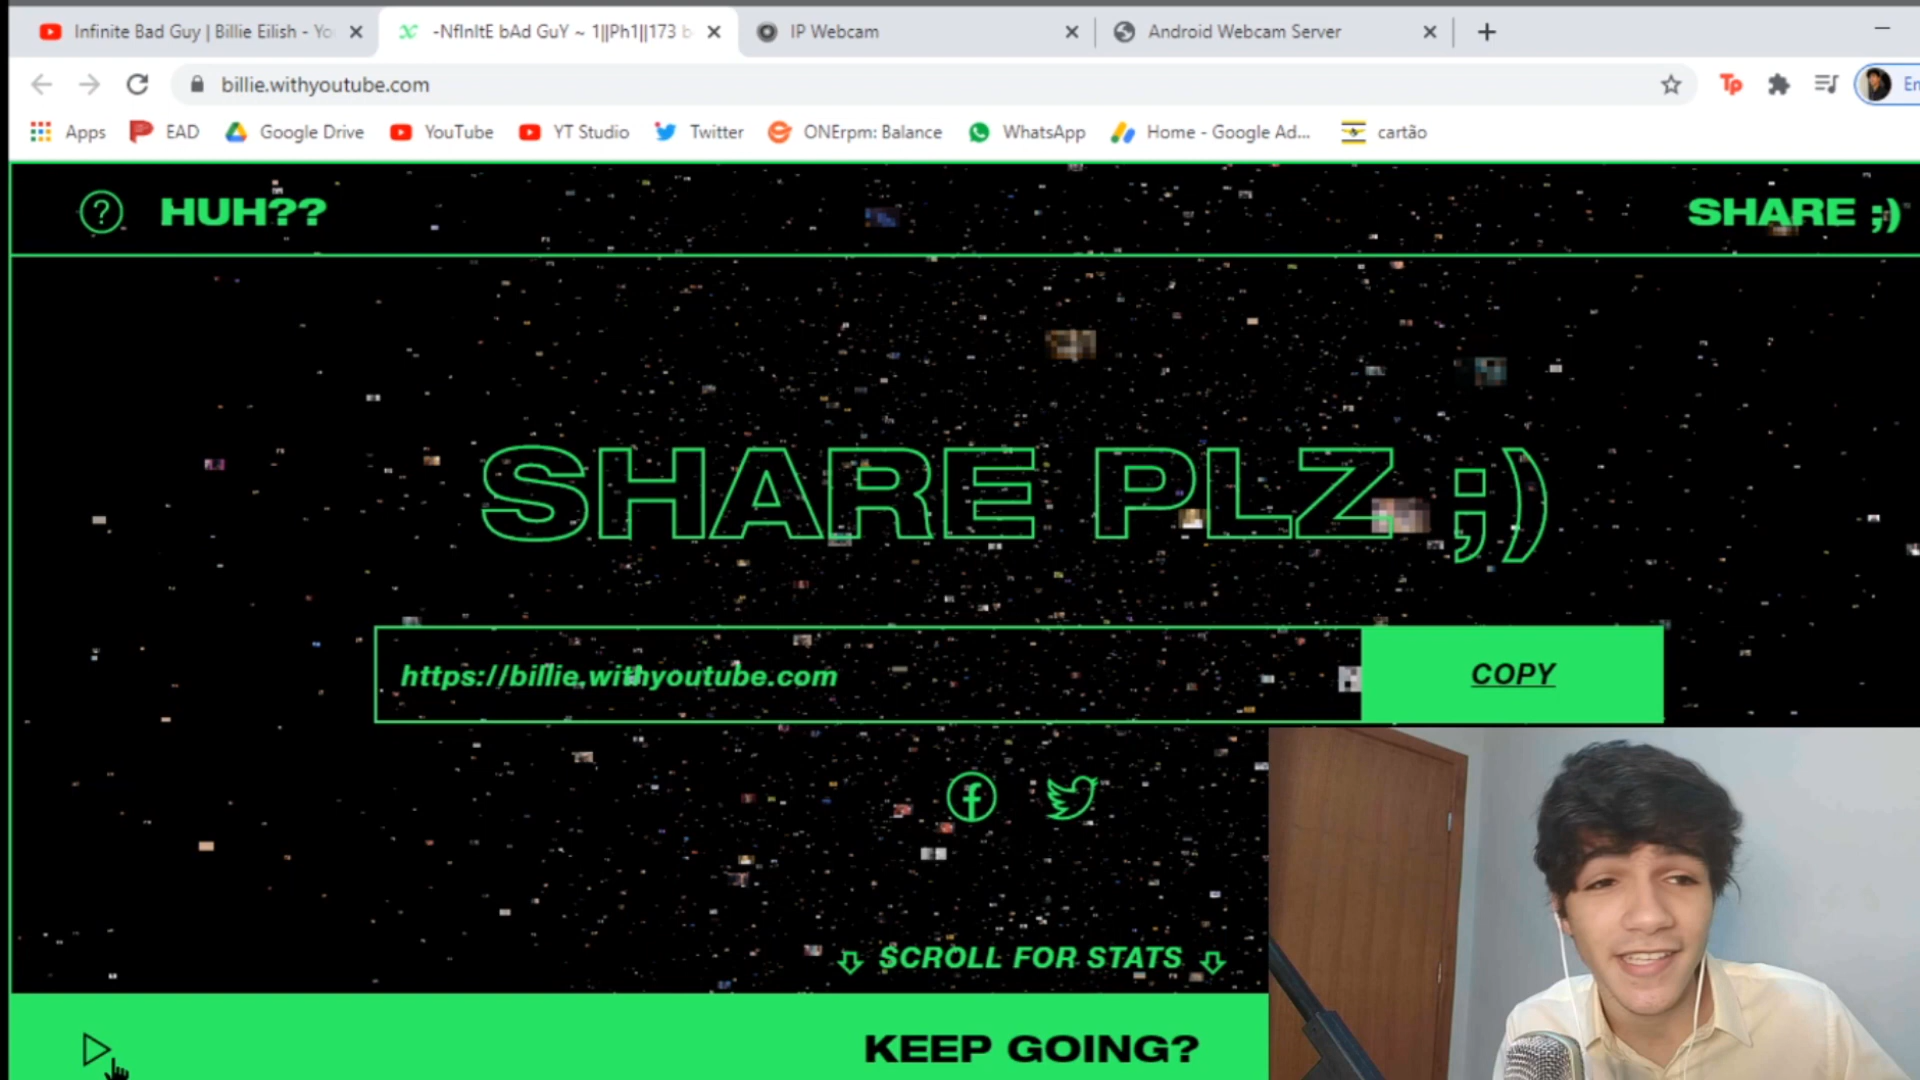 Infinite Bad Guy | Billie Eilish - Yo
-NfInItE bAd GuY ~ 1||Ph1||173 b
IP Webcam
Android Webcam Server
billie.withyoutube.com
Tp
En
Apps
EAD
Google Drive
YouTube
YT Studio
Twitter
ONErpm: Balance
WhatsApp
Home - Google Ad...
cartão
HUH??
SHARE ;)
SHARE PLZ ;)
https://billie.withyoutube.com
COPY
SCROLL FOR STATS
KEEP GOING?